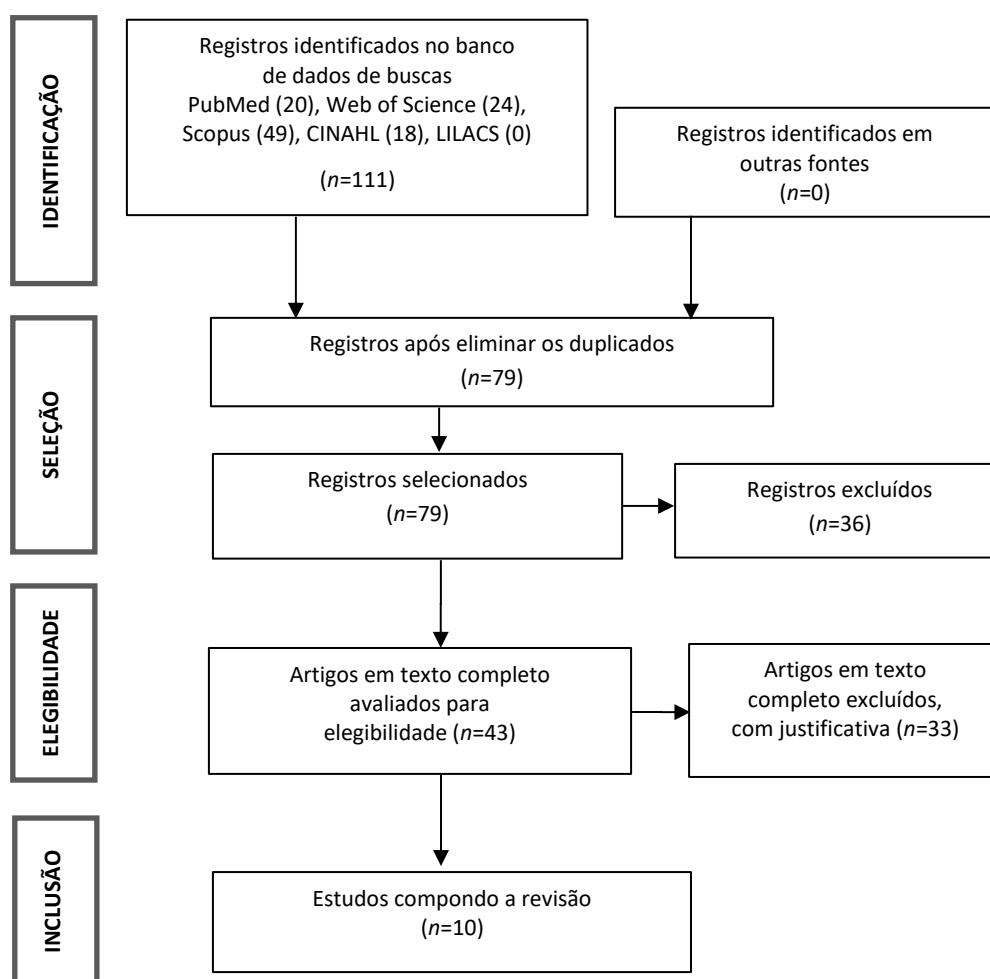 IDENTIFICAÇÃO
Registros identificados no banco
de dados de buscas
PubMed (20), Web of Science (24),
Scopus (49), CINAHL (18), LILACS (0)
(n=111)
Registros identificados em
outras fontes
(n=0)
SELEÇÃO
Registros após eliminar os duplicados
(n=79)
Registros selecionados
(n=79)
Registros excluídos
(n=36)
ELEGIBILIDADE
Artigos em texto completo
avaliados para
elegibilidade (n=43)
Artigos em texto
completo excluídos,
com justificativa (n=33)
INCLUSÃO
Estudos compondo a revisão
(n=10)